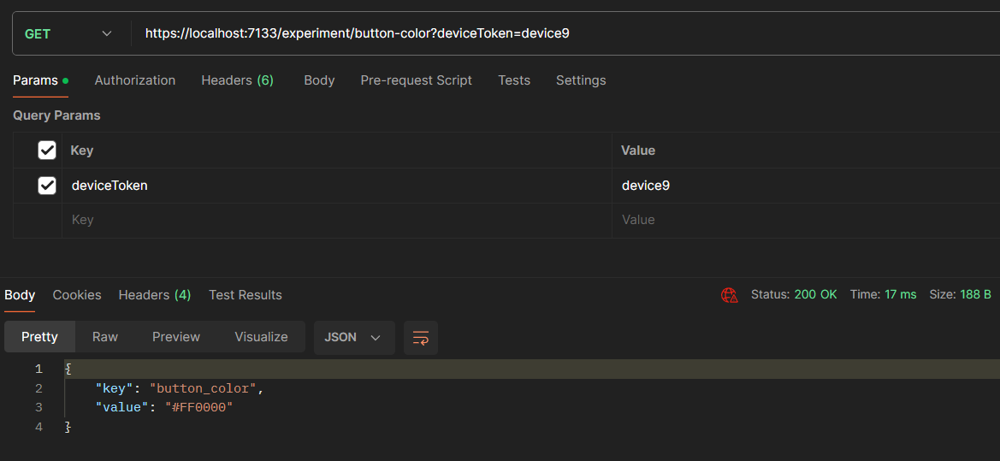 GET https://localhost:7133/experiment/button-color?deviceToken=device9
Params Authorization Headers (6) Body Pre-request Script Tests Settings
Query Params
Key Value
deviceToken device9
Key Value
Body Cookies Headers (4) Test Results Status: 200 OK Time: 17 ms Size: 188 B
Pretty Raw Preview Visualize JSON
1 {
2 "key": "button_color",
3 "value": "#FF0000"
4 }